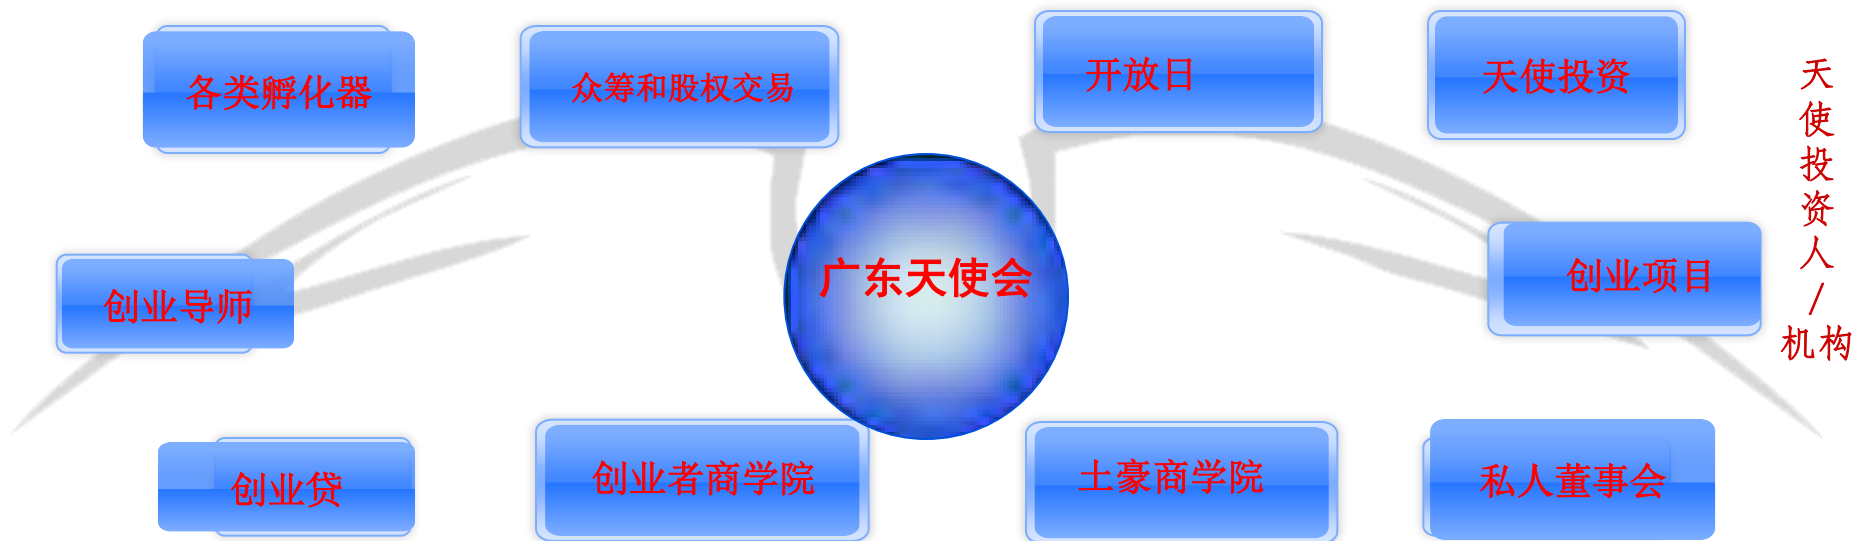 各类孵化器
众筹和股权交易
开放日
天使投资
天使投资人/机构
创业导师
广东天使会
创业项目
创业贷
创业者商学院
土豪商学院
私人董事会